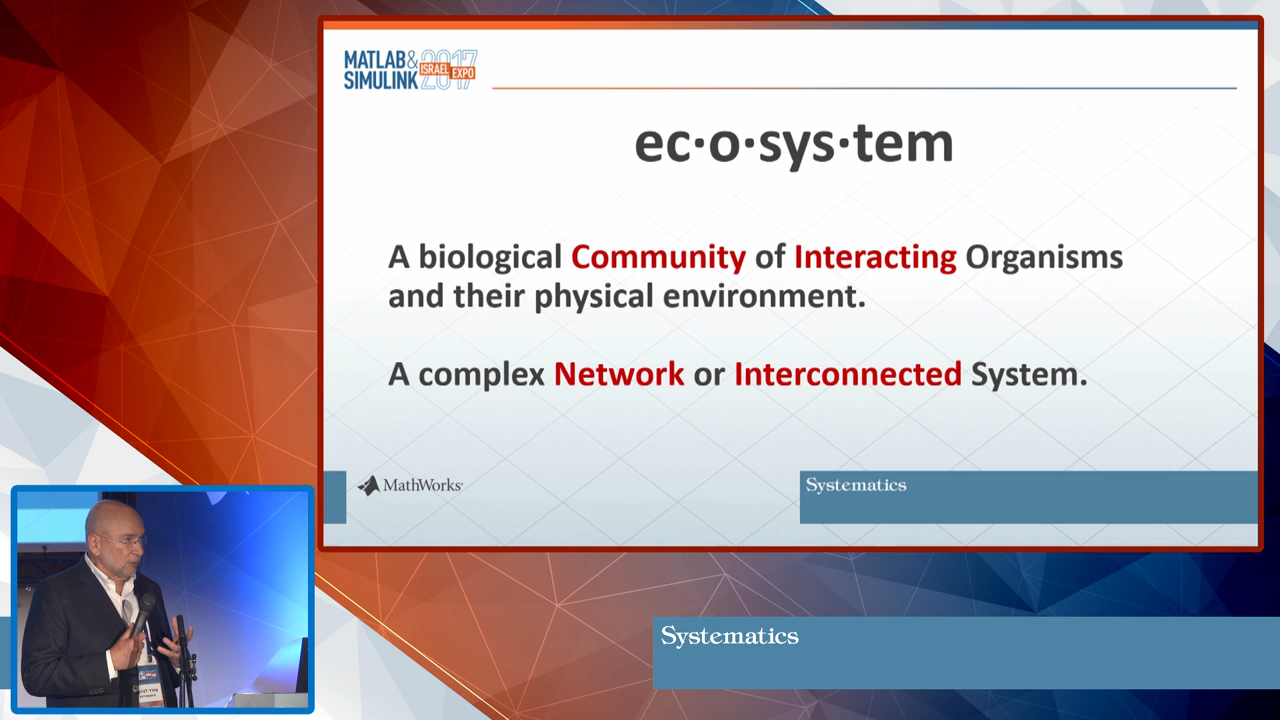 MATLAB&
SIMULINK
2017
ISRAEL EXPO
ec·o·sys·tem
A biological Community of Interacting Organisms
and their physical environment.
A complex Network or Interconnected System.
MathWorks®
Systematics
Systematics